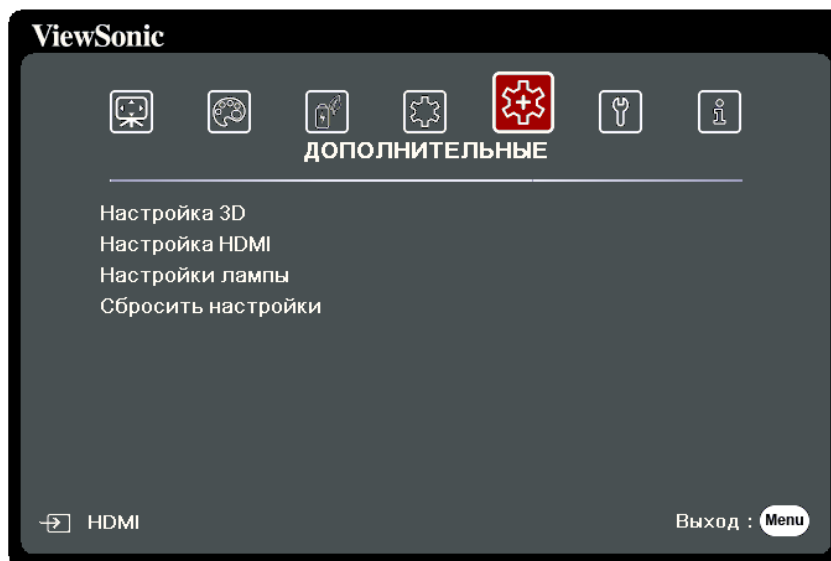 ViewSonic
ДОПОЛНИТЕЛЬНЫЕ
Настройка 3D
Настройка HDMI
Настройки лампы
Сбросить настройки
HDMI
Выход : Menu